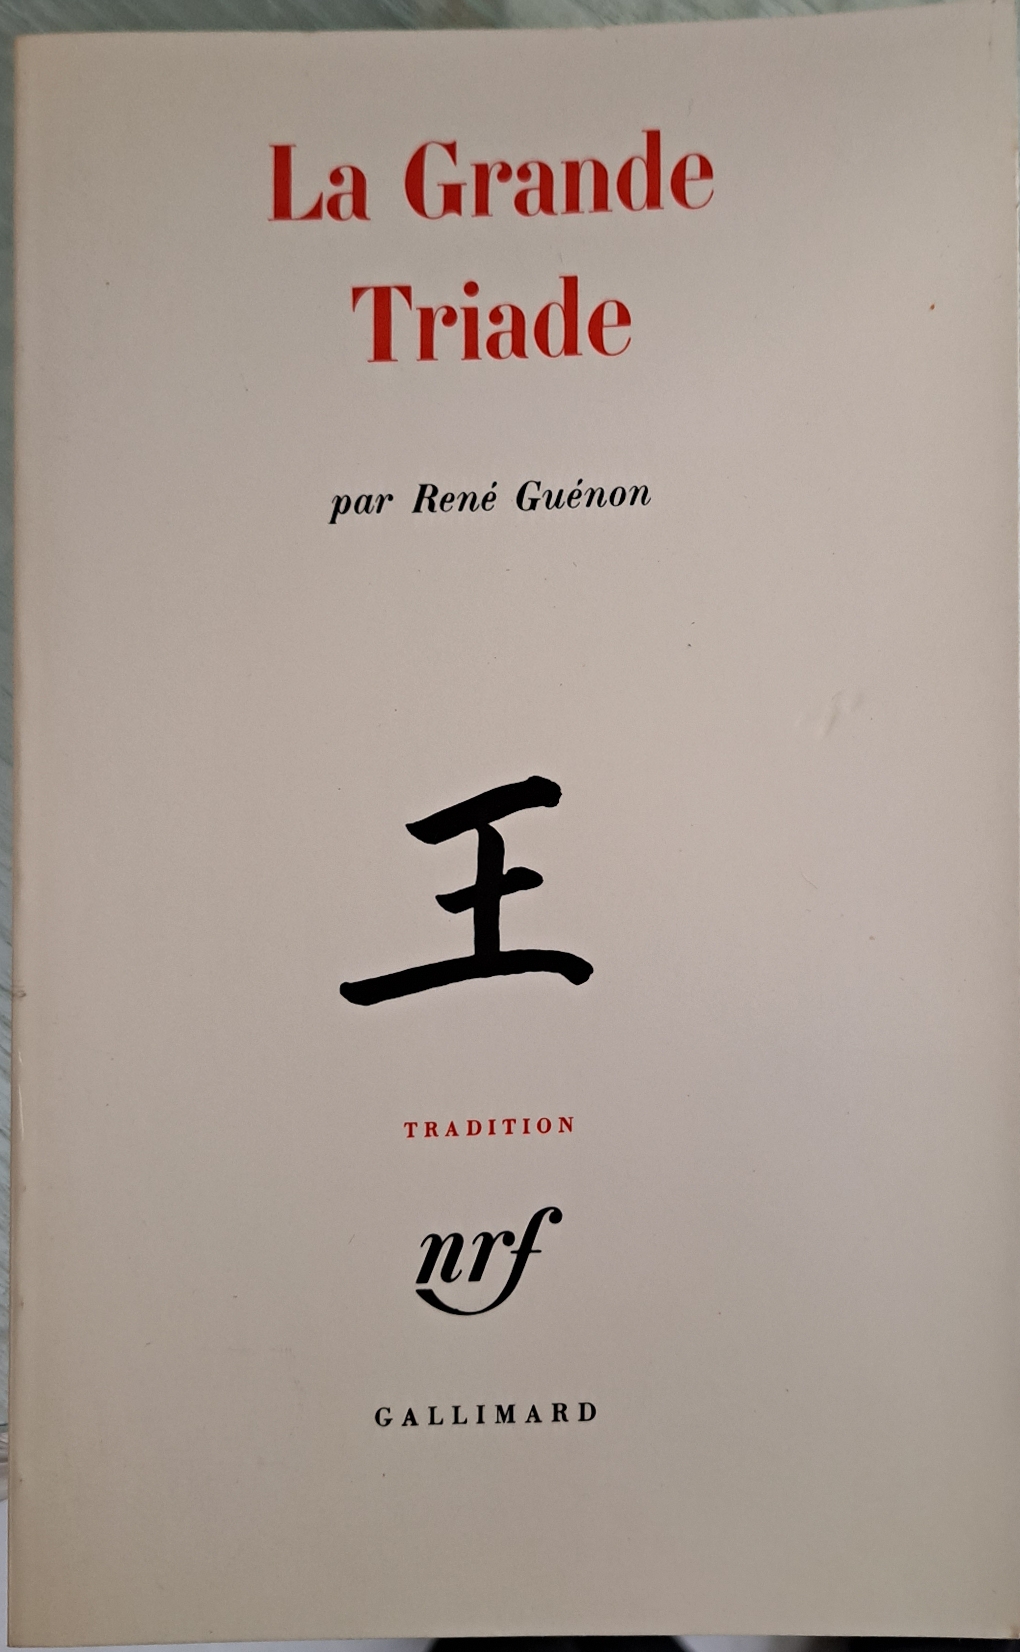 La Grande
Triade
par René Guénon
王
TRADITION
nrf
GALLIMARD